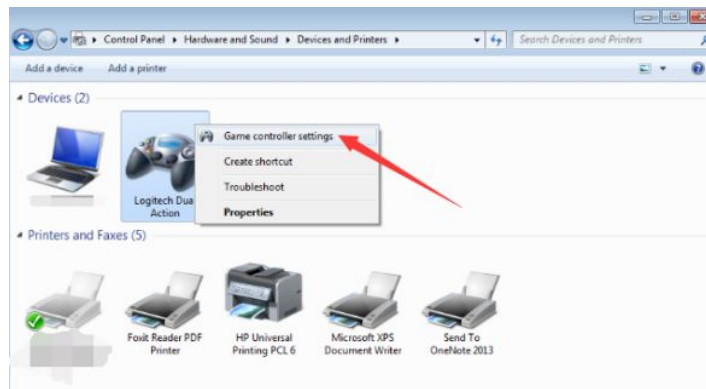 Control Panel ▸ Hardware and Sound ▸ Devices and Printers ▸
Search Devices and Printers
Add a device Add a printer
Devices (2)
Game controller settings
Create shortcut
Troubleshoot
Properties
Logitech Dua
Action
Printers and Faxes (5)
Foxit Reader PDF
Printer
HP Universal
Printing PCL 6
Microsoft XPS
Document Writer
Send To
OneNote 2013